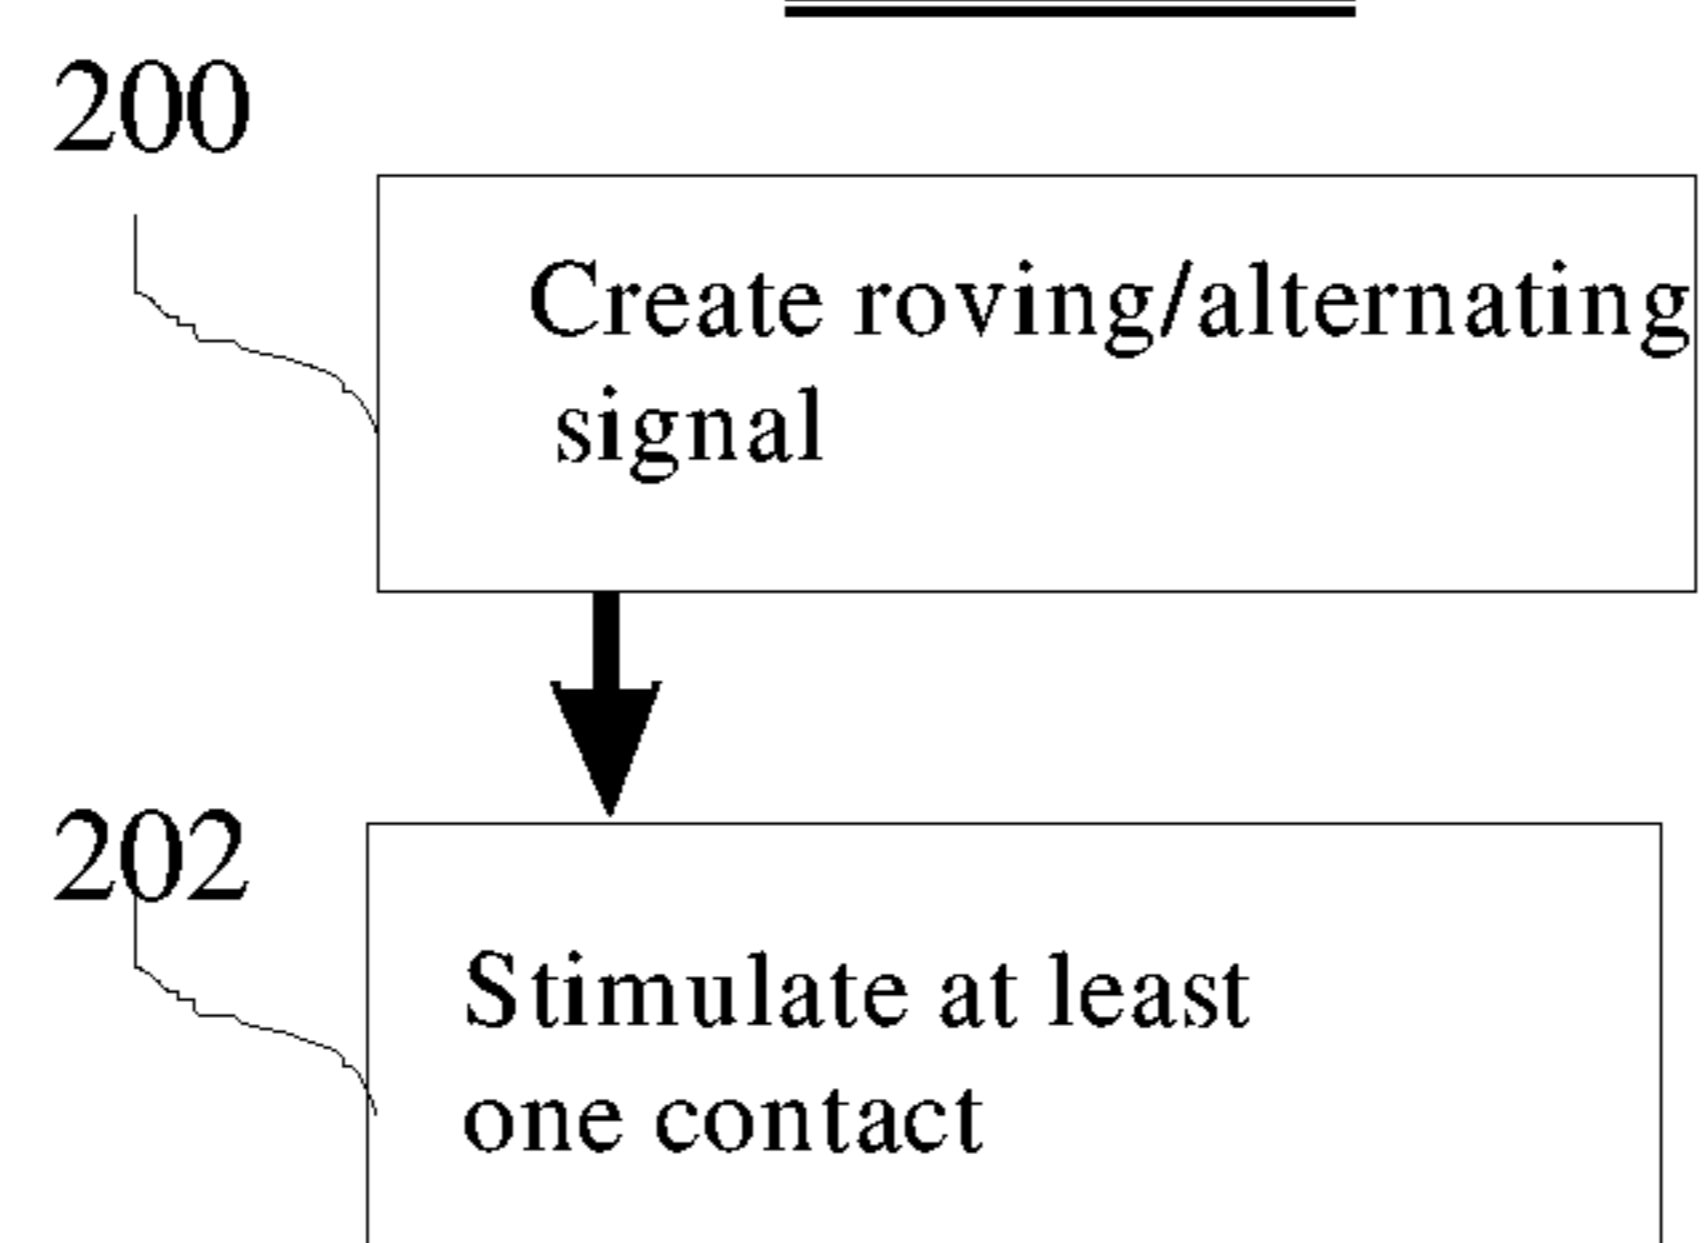 200
Create roving/alternating
signal
202
Stimulate at least
one contact